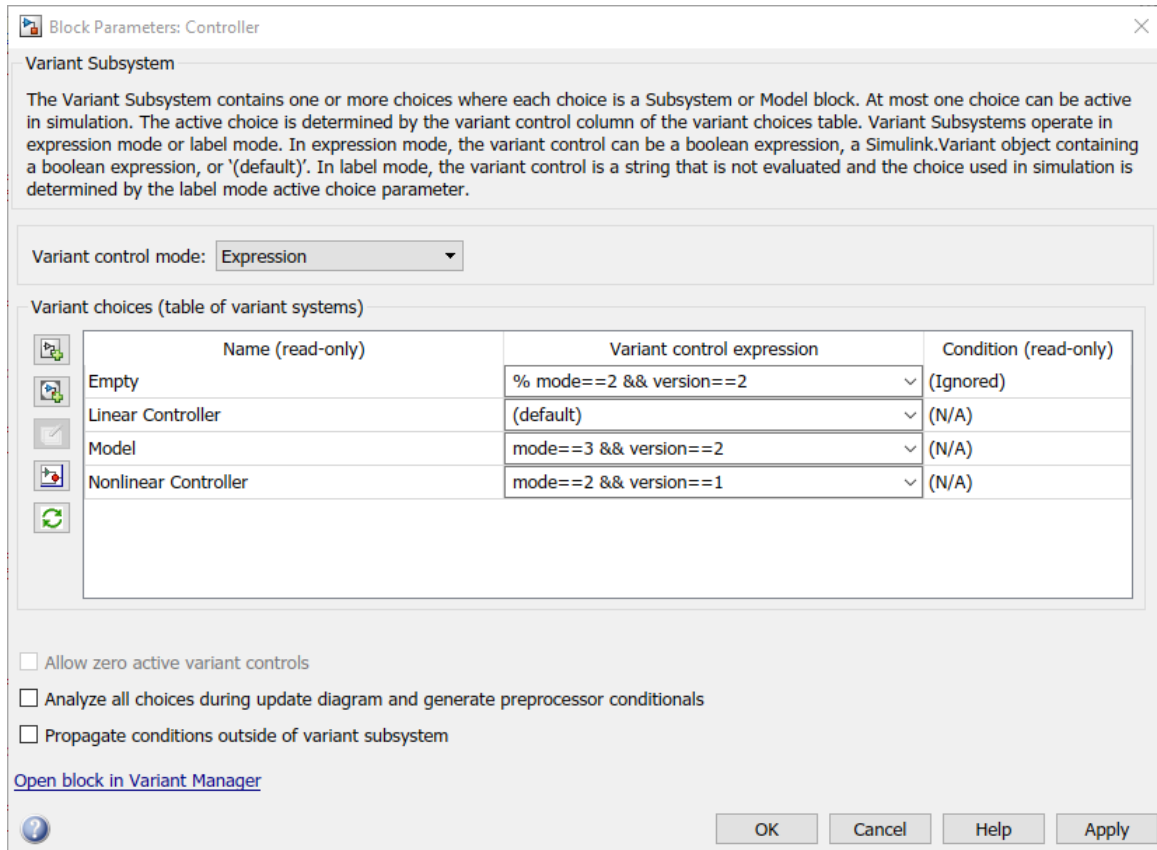 Block Parameters: Controller
Variant Subsystem
The Variant Subsystem contains one or more choices where each choice is a Subsystem or Model block. At most one choice can be active
in simulation. The active choice is determined by the variant control column of the variant choices table. Variant Subsystems operate in
expression mode or label mode. In expression mode, the variant control can be a boolean expression, a Simulink.Variant object containing
a boolean expression, or '(default)'. In label mode, the variant control is a string that is not evaluated and the choice used in simulation is
determined by the label mode active choice parameter.
Variant control mode: Expression
Variant choices (table of variant systems)
Name (read-only) Variant control expression Condition (read-only)
Empty % mode==2 && version==2 (Ignored)
Linear Controller (default) (N/A)
Model mode==3 && version==2 (N/A)
Nonlinear Controller mode==2 && version==1 (N/A)
Allow zero active variant controls
Analyze all choices during update diagram and generate preprocessor conditionals
Propagate conditions outside of variant subsystem
Open block in Variant Manager
? OK Cancel Help Apply